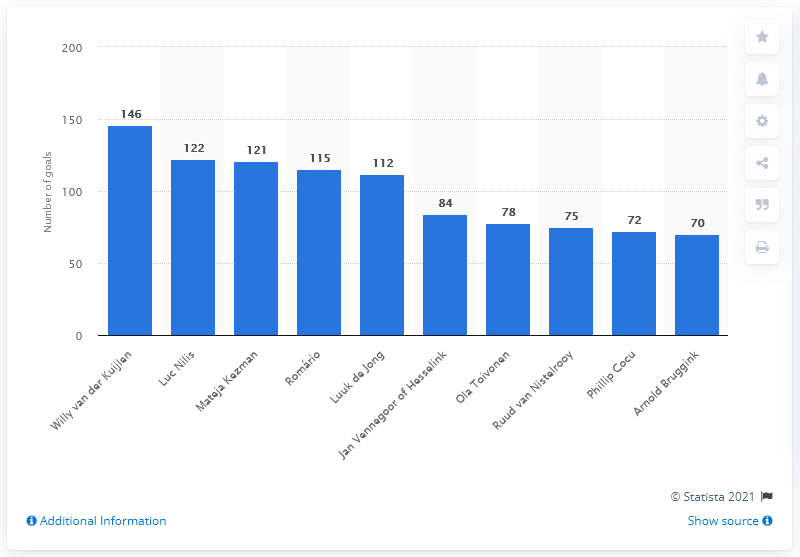 200
150
100
50
0
Number of goals
146
122
121
115
112
84
78
75
72
70
Willy van der Kuijlen
Luc Nilis
Mateja Kezman
Romário
Luuk de Jong
Jan Vennegoor of Hesselink
Ola Toivonen
Ruud van Nistelrooy
Phillip Cocu
Arnold Bruggink
© Statista 2021
Additional Information
Show source